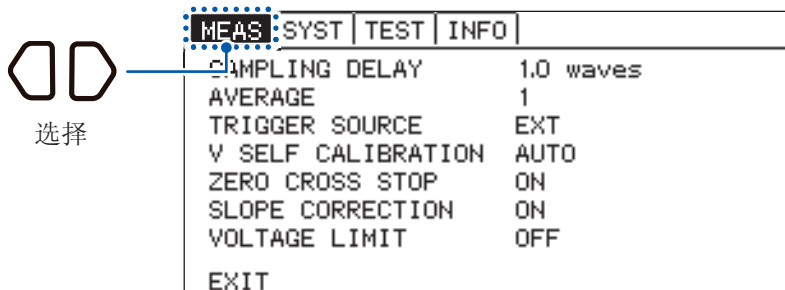 MEAS SYST TEST INFO
SAMPLING DELAY 1.0 waves
AVERAGE 1
TRIGGER SOURCE EXT
V SELF CALIBRATION AUTO
ZERO CROSS STOP ON
SLOPE CORRECTION ON
VOLTAGE LIMIT OFF
EXIT
选择